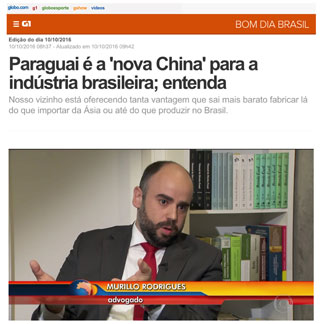 globo.com g1 globoesporte gshow vídeos
G1 BOM DIA BRASIL
Edição do dia 10/10/2016
10/10/2016 08h37 - Atualizado em 10/10/2016 09h42
Paraguai é a 'nova China' para a
indústria brasileira; entenda
Nosso vizinho está oferecendo tanta vantagem que sai mais barato fabricar lá
do que importar da Ásia ou até do que produzir no Brasil.
MURILLO RODRIGUES
advogado